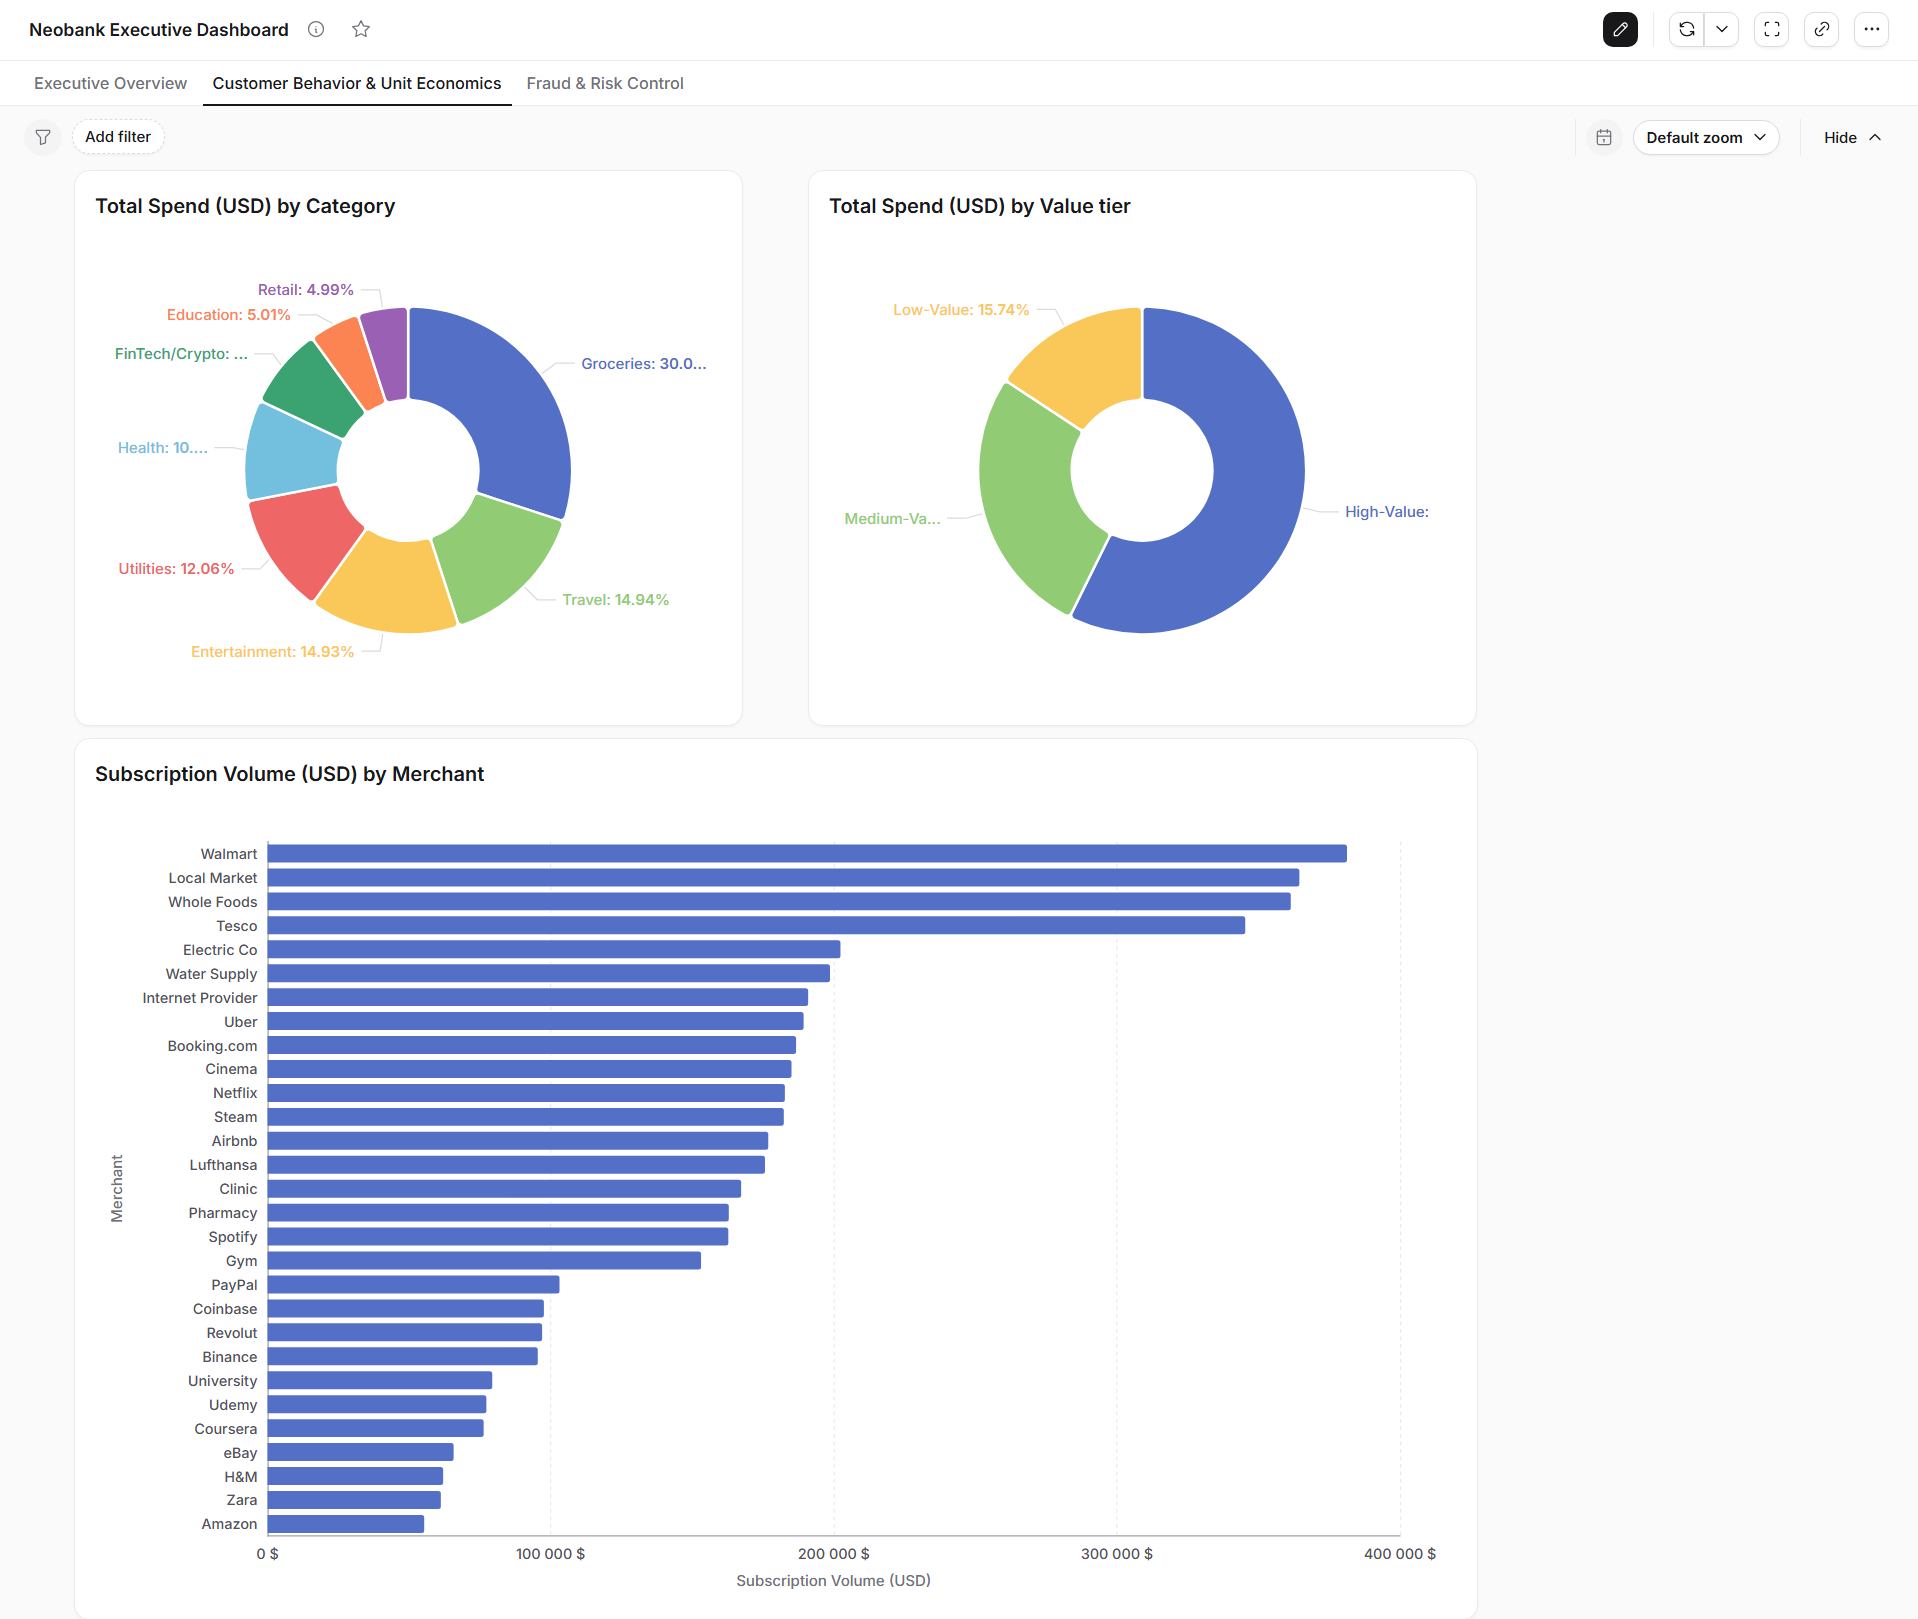 Neobank Executive Dashboard
Executive Overview
Customer Behavior & Unit Economics
Fraud & Risk Control
Add filter
Default zoom
Hide
Total Spend (USD) by Category
Retail: 4.99%
Education: 5.01%
FinTech/Crypto: ...
Groceries: 30.0...
Health: 10....
Utilities: 12.06%
Travel: 14.94%
Entertainment: 14.93%
Total Spend (USD) by Value tier
Low-Value: 15.74%
Medium-Va...
High-Value:
Subscription Volume (USD) by Merchant
Merchant
Walmart
Local Market
Whole Foods
Tesco
Electric Co
Water Supply
Internet Provider
Uber
Booking.com
Cinema
Netflix
Steam
Airbnb
Lufthansa
Clinic
Pharmacy
Spotify
Gym
PayPal
Coinbase
Revolut
Binance
University
Udemy
Coursera
eBay
H&M
Zara
Amazon
0 $
100 000 $
200 000 $
300 000 $
400 000 $
Subscription Volume (USD)